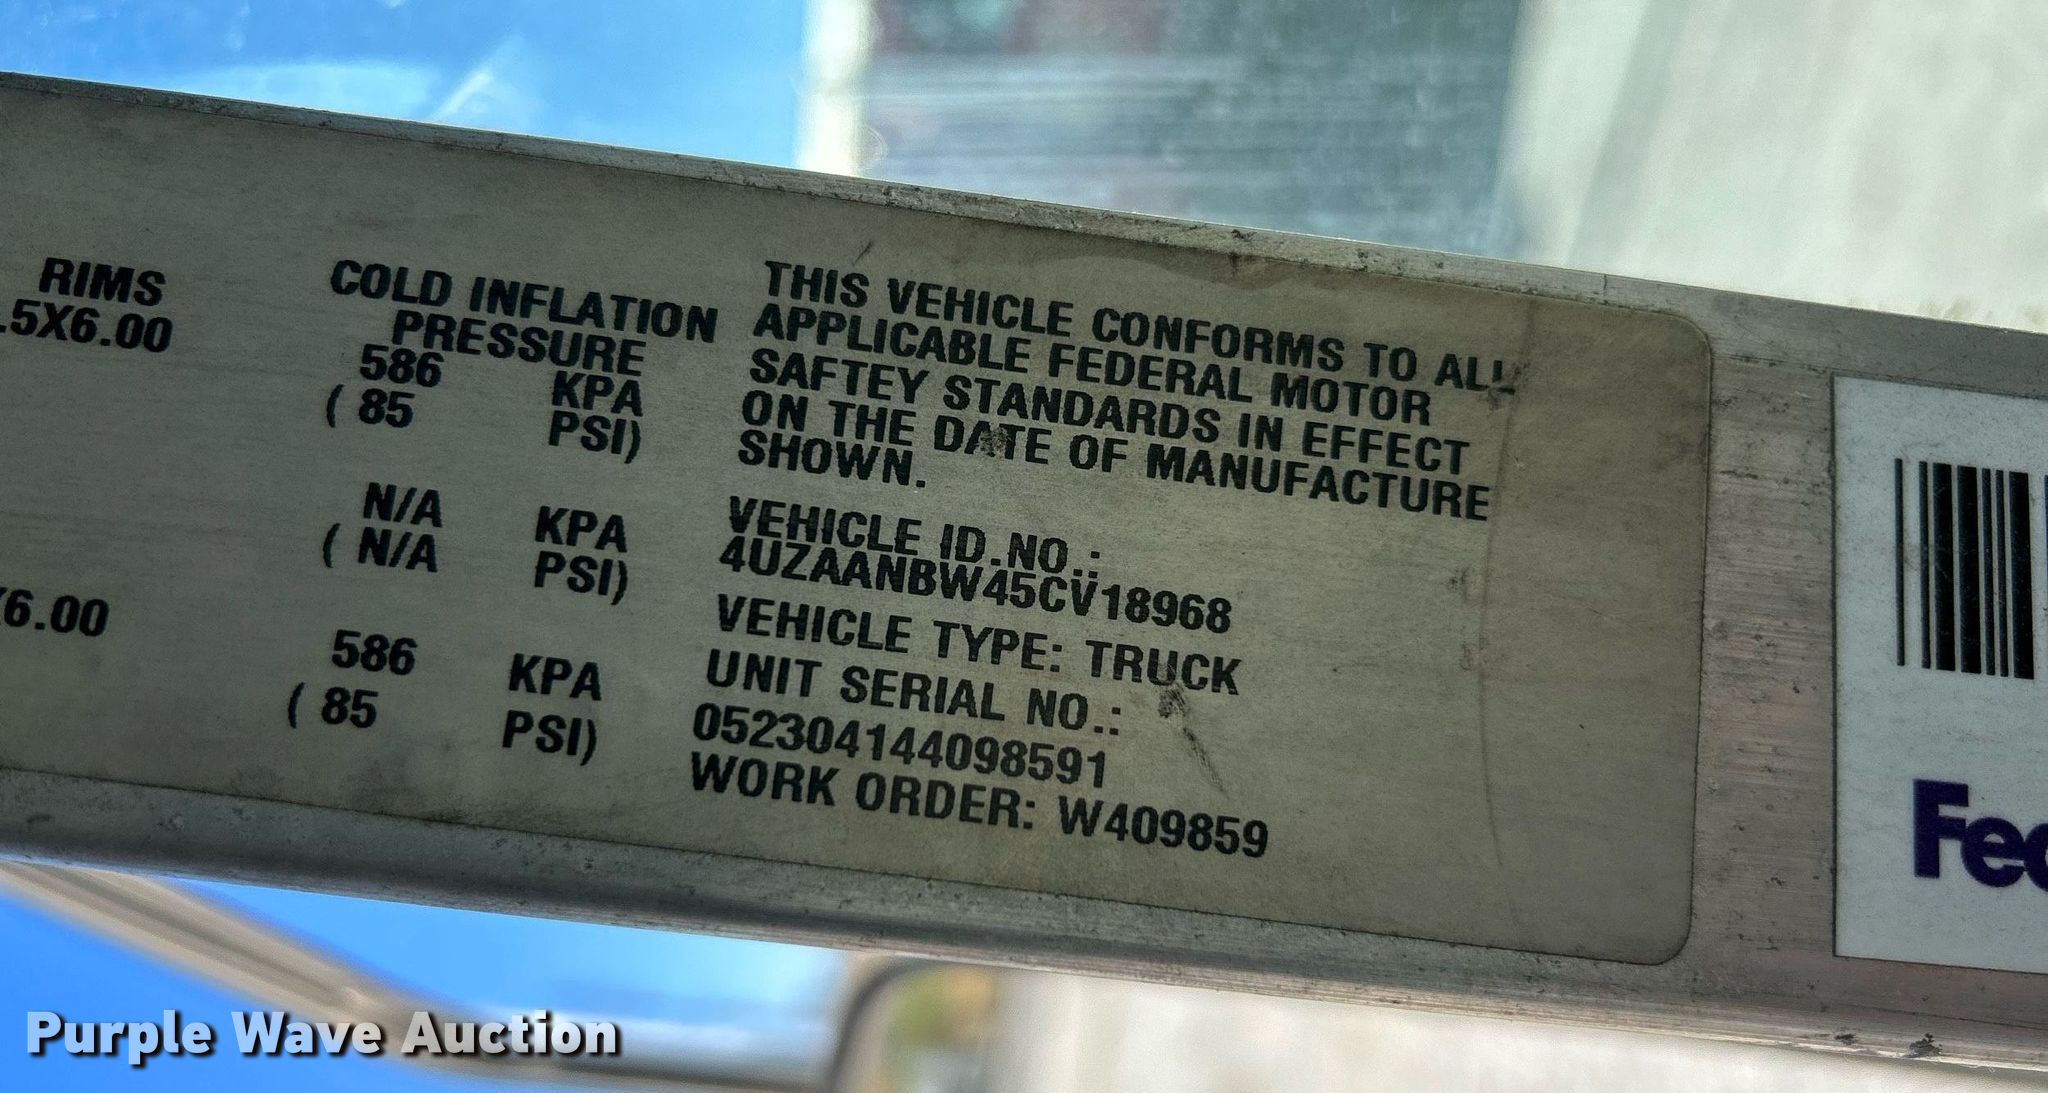 RIMS
.5X6.00
X6.00
COLD INFLATION
PRESSURE
586 KPA
( 85 PSI)
N/A KPA
( N/A PSI)
586 KPA
( 85 PSI)
THIS VEHICLE CONFORMS TO ALL
APPLICABLE FEDERAL MOTOR
SAFTEY STANDARDS IN EFFECT
ON THE DATE OF MANUFACTURE
SHOWN.
VEHICLE ID.NO.:
4UZAANBW45CV18968
VEHICLE TYPE: TRUCK
UNIT SERIAL NO.:
052304144098591
WORK ORDER: W409859
Fed
Purple Wave Auction